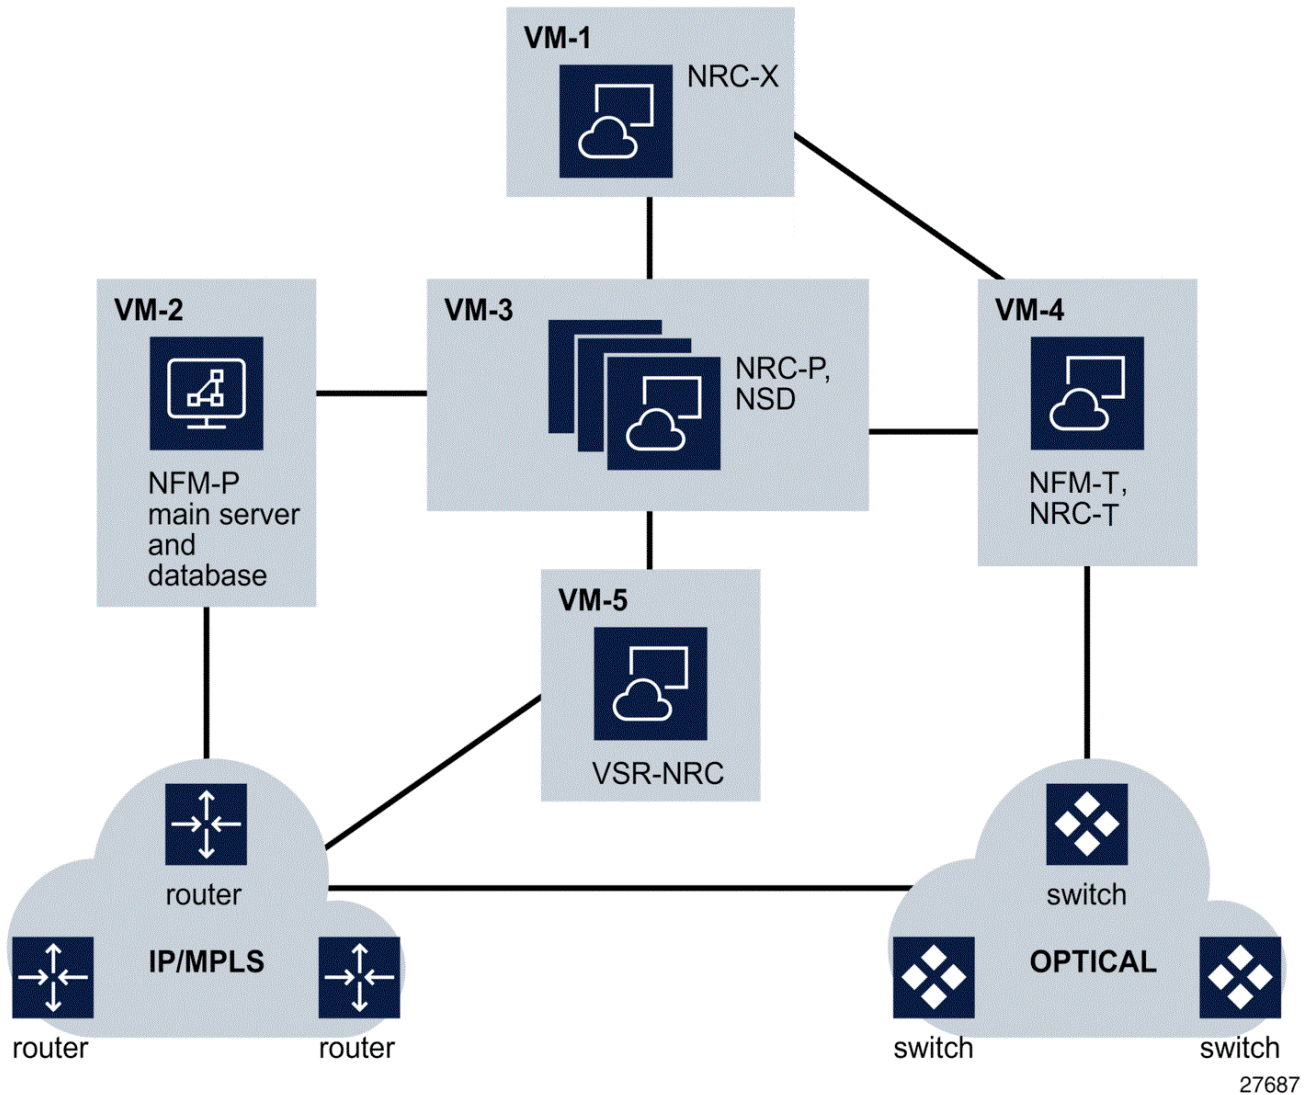 VM-1
NRC-X
VM-2
NFM-P
main server
and
database
VM-3
NRC-P,
NSD
VM-4
NFM-T,
NRC-T
VM-5
VSR-NRC
router
IP/MPLS
router
router
switch
OPTICAL
switch
switch
27687